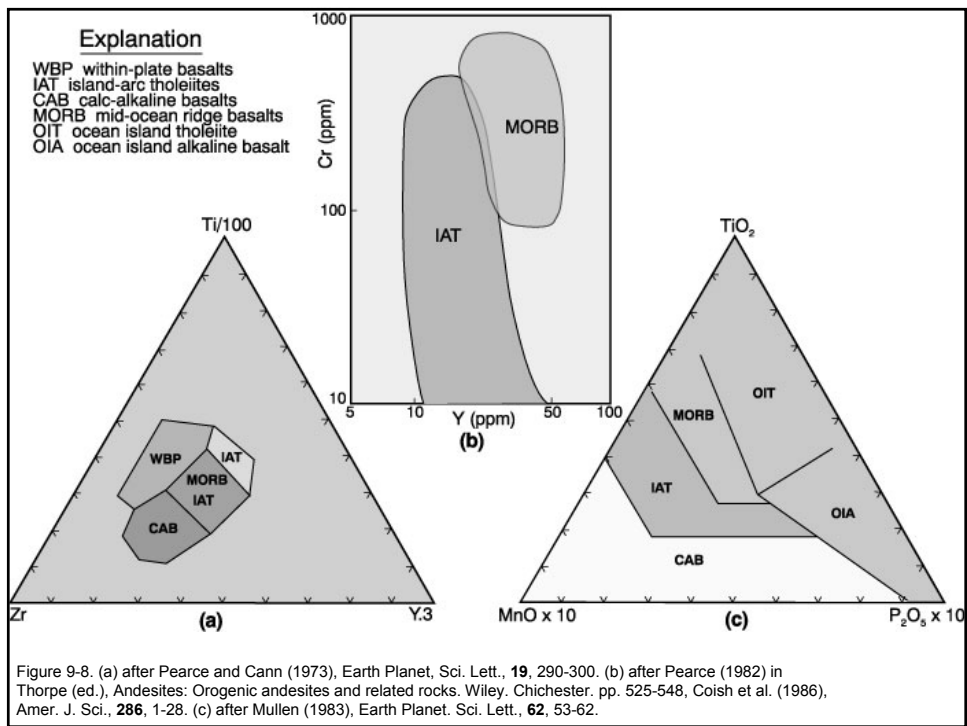 Explanation
WBP within-plate basalts
IAT island-arc tholeiites
CAB calc-alkaline basalts
MORB mid-ocean ridge basalts
OIT ocean island tholeiite
OIA ocean island alkaline basalt
1000
Cr (ppm)
100
10
MORB
IAT
5
10
Y (ppm)
50
100
(b)
Ti/100
WBP
IAT
MORB
IAT
CAB
Zr
Y.3
(a)
TiO₂
OIT
MORB
IAT
OIA
CAB
MnO x 10
P₂O₅ x 10
(c)
Figure 9-8. (a) after Pearce and Cann (1973), Earth Planet, Sci. Lett., 19, 290-300. (b) after Pearce (1982) in
Thorpe (ed.), Andesites: Orogenic andesites and related rocks. Wiley. Chichester. pp. 525-548, Coish et al. (1986),
Amer. J. Sci., 286, 1-28. (c) after Mullen (1983), Earth Planet. Sci. Lett., 62, 53-62.